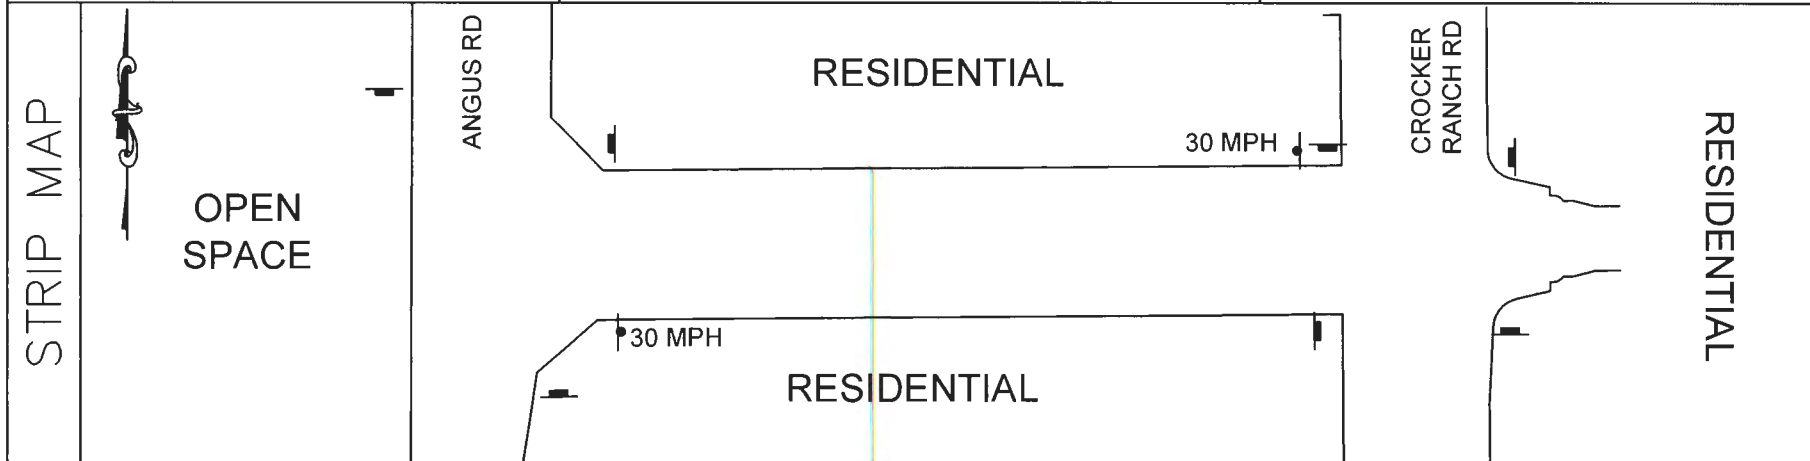 STRIP MAP
OPEN
SPACE
ANGUS RD
RESIDENTIAL
30 MPH
CROCKER
RANCH RD
RESIDENTIAL
30 MPH
RESIDENTIAL